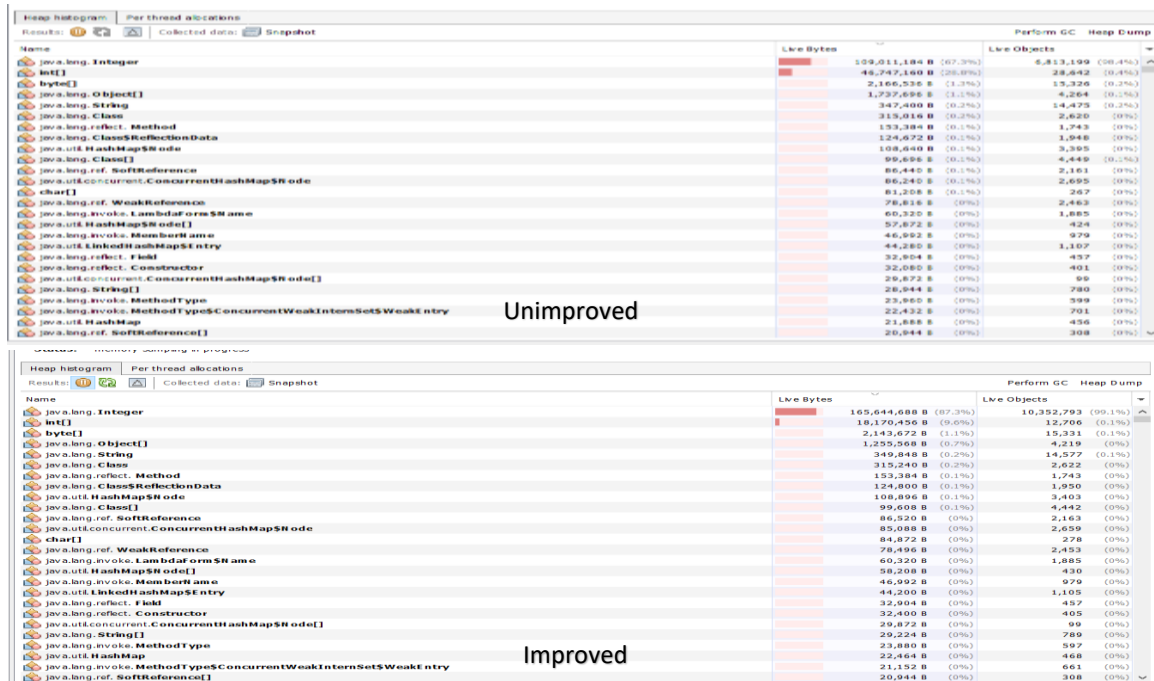 Heap histogram Per thread allocations
Results: Collected data: Snapshot Perform GC Heap Dump
Name Live Bytes Live Objects
java.lang.Integer 109,011,184 B (67.3%) 6,813,199 (98.4%)
int[] 46,747,160 B (28.8%) 28,642 (0.4%)
byte[] 2,166,536 B (1.3%) 15,326 (0.2%)
java.lang.Object[] 1,737,696 B (1.1%) 4,264 (0.1%)
java.lang.String 347,400 B (0.2%) 14,475 (0.2%)
java.lang.Class 315,016 B (0.2%) 2,620 (0%)
java.lang.reflect.Method 153,384 B (0.1%) 1,743 (0%)
java.lang.Class$ReflectionData 124,672 B (0.1%) 1,948 (0%)
java.util.HashMap$Node 108,640 B (0.1%) 3,395 (0%)
java.lang.Class[] 99,696 B (0.1%) 4,449 (0.1%)
java.lang.ref.SoftReference 86,440 B (0.1%) 2,161 (0%)
java.util.concurrent.ConcurrentHashMap$Node 86,240 B (0.1%) 2,695 (0%)
char[] 81,208 B (0.1%) 267 (0%)
java.lang.ref.WeakReference 78,816 B (0%) 2,463 (0%)
java.lang.invoke.LambdaForm$Name 60,320 B (0%) 1,885 (0%)
java.util.HashMap$Node[] 57,872 B (0%) 424 (0%)
java.lang.invoke.MemberName 46,992 B (0%) 979 (0%)
java.util.LinkedHashMap$Entry 44,280 B (0%) 1,107 (0%)
java.lang.reflect.Field 32,904 B (0%) 457 (0%)
java.lang.reflect.Constructor 32,080 B (0%) 401 (0%)
java.util.concurrent.ConcurrentHashMap$Node[] 29,872 B (0%) 99 (0%)
java.lang.String[] 28,944 B (0%) 780 (0%)
java.lang.invoke.MethodType 23,960 B (0%) 599 (0%)
java.lang.invoke.MethodType$ConcurrentWeakInternSet$WeakEntry 22,432 B (0%) 701 (0%)
java.util.HashMap 21,888 B (0%) 456 (0%)
java.lang.ref.SoftReference[] 20,944 B (0%) 308 (0%)
Unimproved
Status: memory sampling in progress
Heap histogram Per thread allocations
Results: Collected data: Snapshot Perform GC Heap Dump
Name Live Bytes Live Objects
java.lang.Integer 165,644,688 B (87.3%) 10,352,793 (99.1%)
int[] 18,170,456 B (9.6%) 12,706 (0.1%)
byte[] 2,143,672 B (1.1%) 15,331 (0.1%)
java.lang.Object[] 1,255,568 B (0.7%) 4,219 (0%)
java.lang.String 349,848 B (0.2%) 14,577 (0.1%)
java.lang.Class 315,240 B (0.2%) 2,622 (0%)
java.lang.reflect.Method 153,384 B (0.1%) 1,743 (0%)
java.lang.Class$ReflectionData 124,800 B (0.1%) 1,950 (0%)
java.util.HashMap$Node 108,896 B (0.1%) 3,403 (0%)
java.lang.Class[] 99,608 B (0.1%) 4,442 (0%)
java.lang.ref.SoftReference 86,520 B (0%) 2,163 (0%)
java.util.concurrent.ConcurrentHashMap$Node 85,088 B (0%) 2,659 (0%)
char[] 84,872 B (0%) 278 (0%)
java.lang.ref.WeakReference 78,496 B (0%) 2,453 (0%)
java.lang.invoke.LambdaForm$Name 60,320 B (0%) 1,885 (0%)
java.util.HashMap$Node[] 58,208 B (0%) 430 (0%)
java.lang.invoke.MemberName 46,992 B (0%) 979 (0%)
java.util.LinkedHashMap$Entry 44,200 B (0%) 1,105 (0%)
java.lang.reflect.Field 32,904 B (0%) 457 (0%)
java.lang.reflect.Constructor 32,400 B (0%) 405 (0%)
java.util.concurrent.ConcurrentHashMap$Node[] 29,872 B (0%) 99 (0%)
java.lang.String[] 29,224 B (0%) 789 (0%)
java.lang.invoke.MethodType 23,880 B (0%) 597 (0%)
java.util.HashMap 22,464 B (0%) 468 (0%)
java.lang.invoke.MethodType$ConcurrentWeakInternSet$WeakEntry 21,152 B (0%) 661 (0%)
java.lang.ref.SoftReference[] 20,944 B (0%) 308 (0%)
Improved